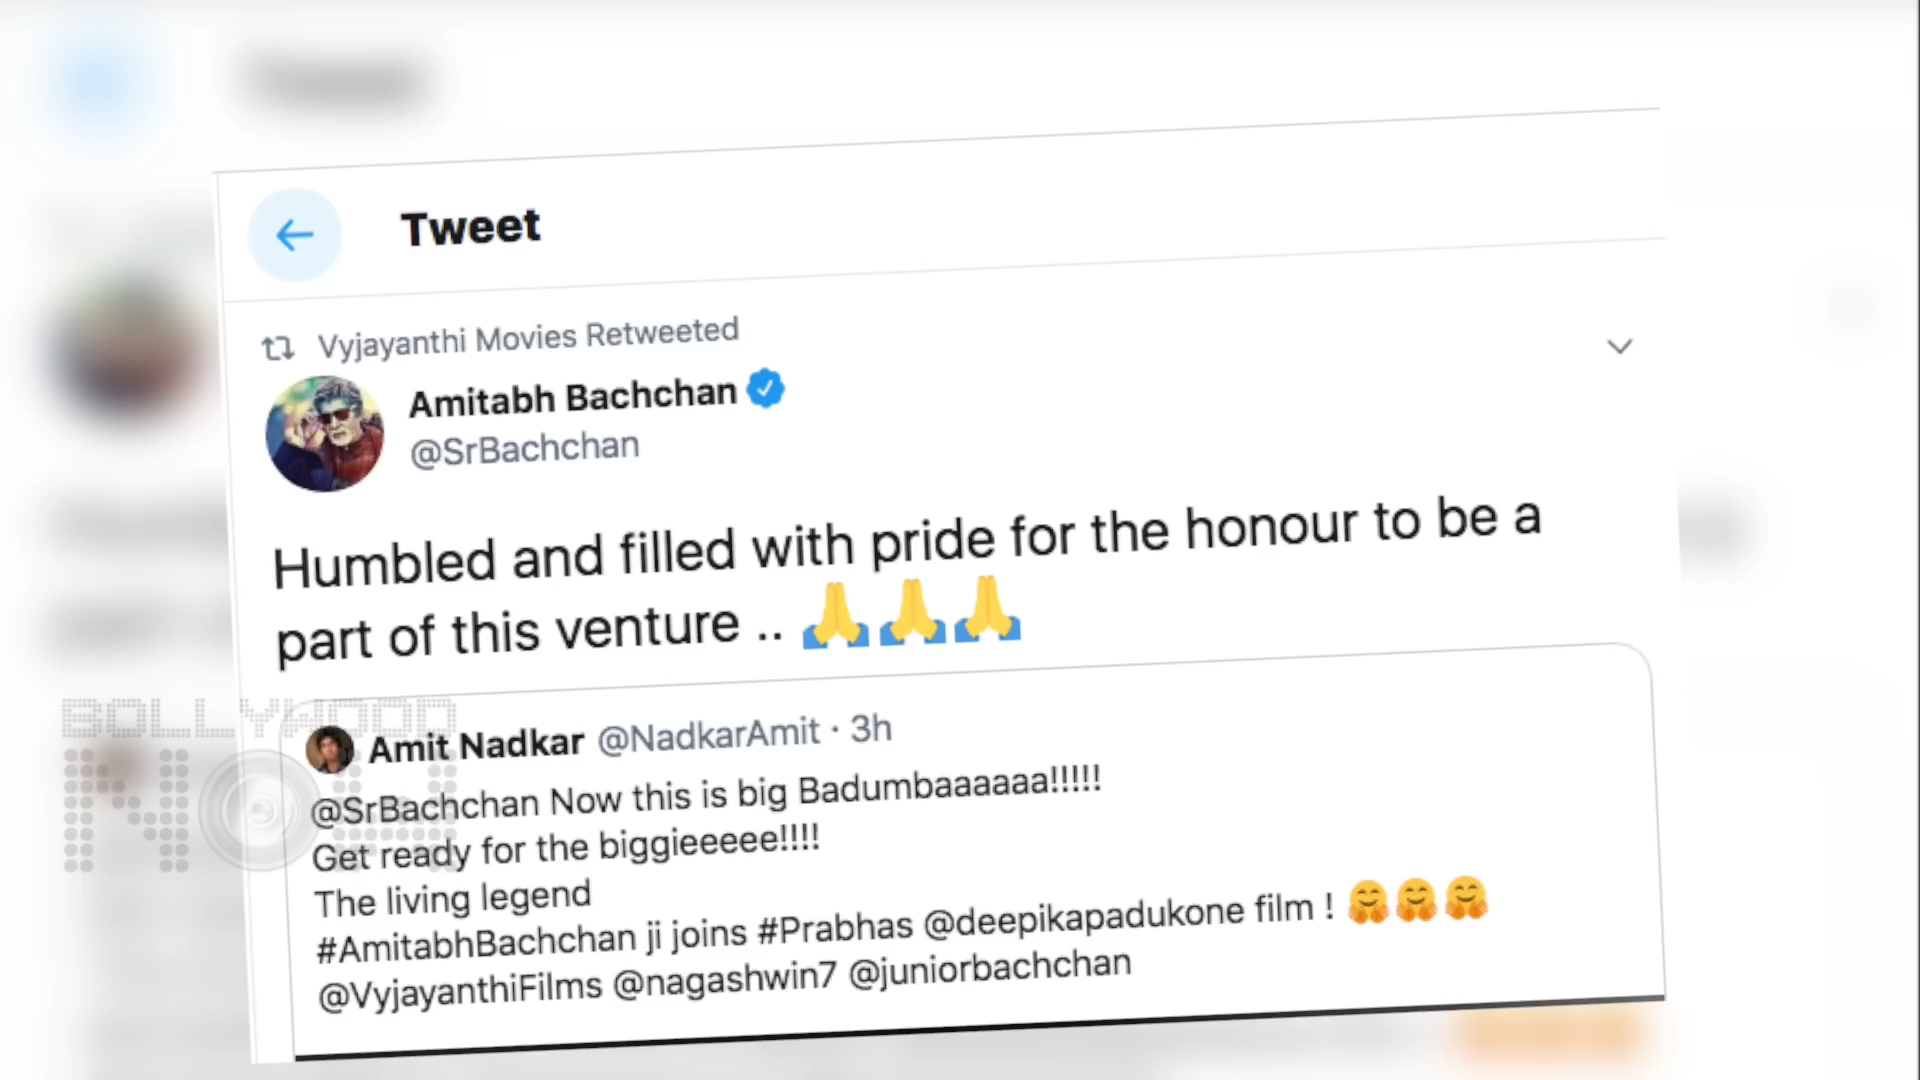 Tweet
Vyjayanthi Movies Retweeted
Amitabh Bachchan
@SrBachchan
Humbled and filled with pride for the honour to be a
part of this venture .. 🙏🙏🙏
BOLLYWOOD
NOW
Amit Nadkar @NadkarAmit · 3h
@SrBachchan Now this is big Badumbaaaaaa!!!!!
Get ready for the biggieeeee!!!!
The living legend
#AmitabhBachchan ji joins #Prabhas @deepikapadukone film ! 🤗🤗🤗
@VyjayanthiFilms @nagashwin7 @juniorbachchan